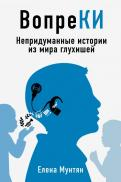 ВопреКИ
Непридуманные истории
из мира глухишей
Елена Мунтян